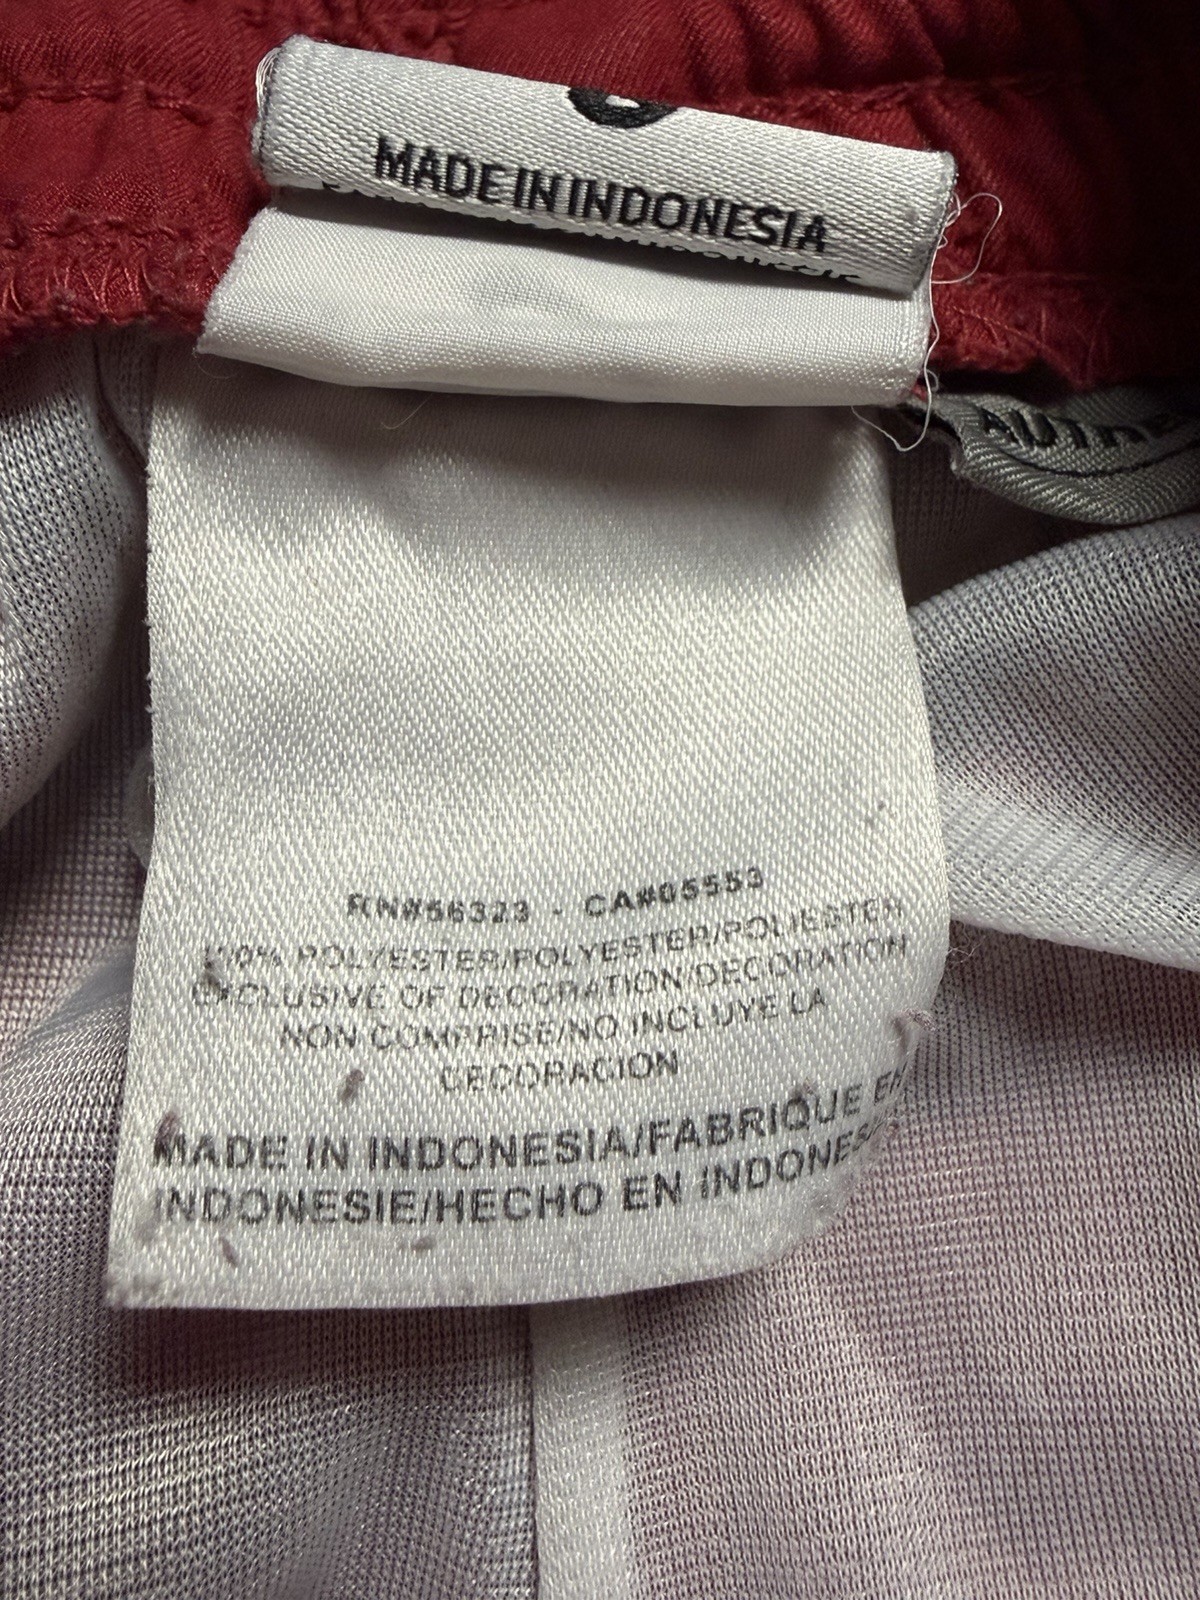 MADE IN INDONESIA
RN#56323 - CA#05553
100% POLYESTER/POLYESTER/POLIESTER
EXCLUSIVE OF DECORATION/DECORATION
NON COMPRISE/NO INCLUYE LA
DECORACION
MADE IN INDONESIA/FABRIQUE EN
INDONESIE/HECHO EN INDONES